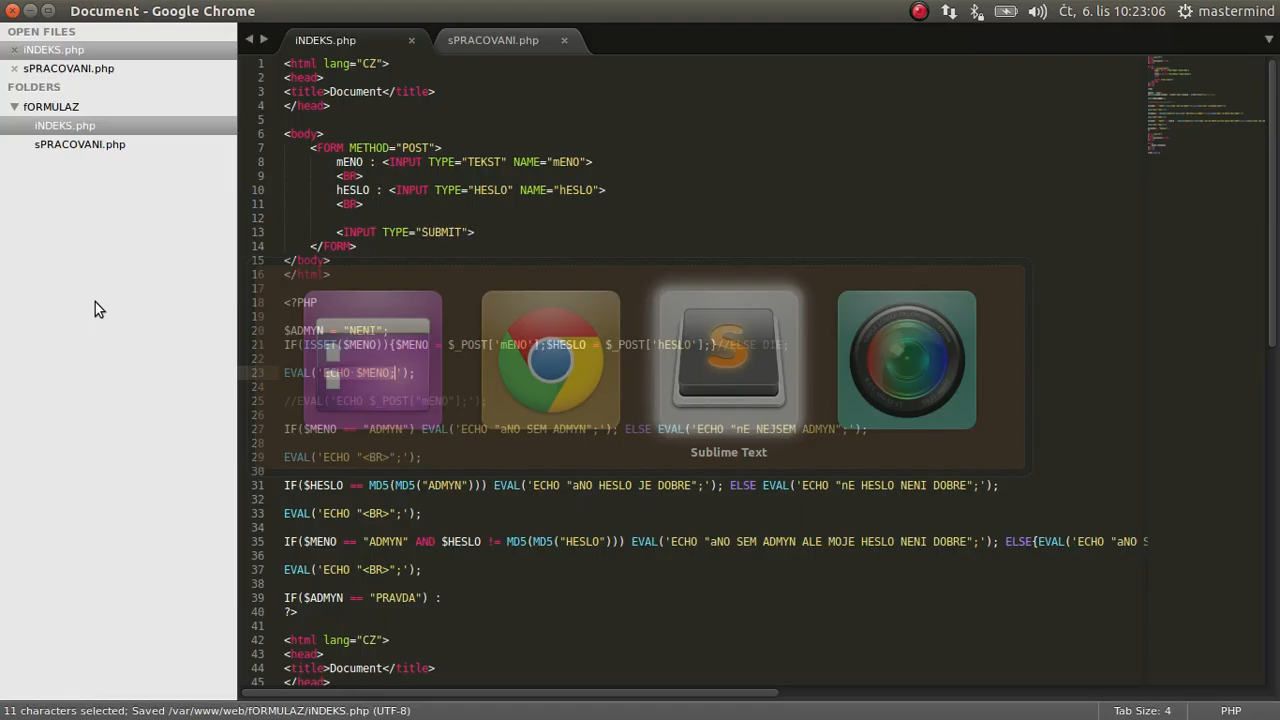 Document - Google Chrome
Čt, 6. lis 10:23:06
mastermind
OPEN FILES
iNDEKS.php
sPRACOVANI.php
FOLDERS
fORMULAZ
iNDEKS.php
sPRACOVANI.php
iNDEKS.php
sPRACOVANI.php
1 <html lang="CZ">
2 <head>
3 <title>Document</title>
4 </head>
5
6 <body>
7 <FORM METHOD="POST">
8 mENO : <INPUT TYPE="TEKST" NAME="mENO">
9 <BR>
10 hESLO : <INPUT TYPE="HESLO" NAME="hESLO">
11 <BR>
12
13 <INPUT TYPE="SUBMIT">
14 </FORM>
15 </body>
16 </html>
17
18 <?PHP
19
20 $ADMYN = "NENI";
21 IF(ISSET($MENO)){$MENO = $_POST['mENO'];$HESLO = $_POST['hESLO'];}//ELSE DIE;
22
23 EVAL('ECHO $MENO;');
24
25 //EVAL('ECHO $_POST["mENO"];');
26
27 IF($MENO == "ADMYN") EVAL('ECHO "aNO SEM ADMYN";'); ELSE EVAL('ECHO "nE NEJSEM ADMYN";');
28
29 EVAL('ECHO "<BR>";');
30
31 IF($HESLO == MD5(MD5("ADMYN"))) EVAL('ECHO "aNO HESLO JE DOBRE";'); ELSE EVAL('ECHO "nE HESLO NENI DOBRE";');
32
33 EVAL('ECHO "<BR>";');
34
35 IF($MENO == "ADMYN" AND $HESLO != MD5(MD5("HESLO"))) EVAL('ECHO "aNO SEM ADMYN ALE MOJE HESLO NENI DOBRE";'); ELSE{EVAL('ECHO "aNO S
36
37 EVAL('ECHO "<BR>";');
38
39 IF($ADMYN == "PRAVDA") :
40 ?>
41
42 <html lang="CZ">
43 <head>
44 <title>Document</title>
45 </head>
Sublime Text
11 characters selected; Saved /var/www/web/fORMULAZ/iNDEKS.php (UTF-8)
Tab Size: 4
PHP